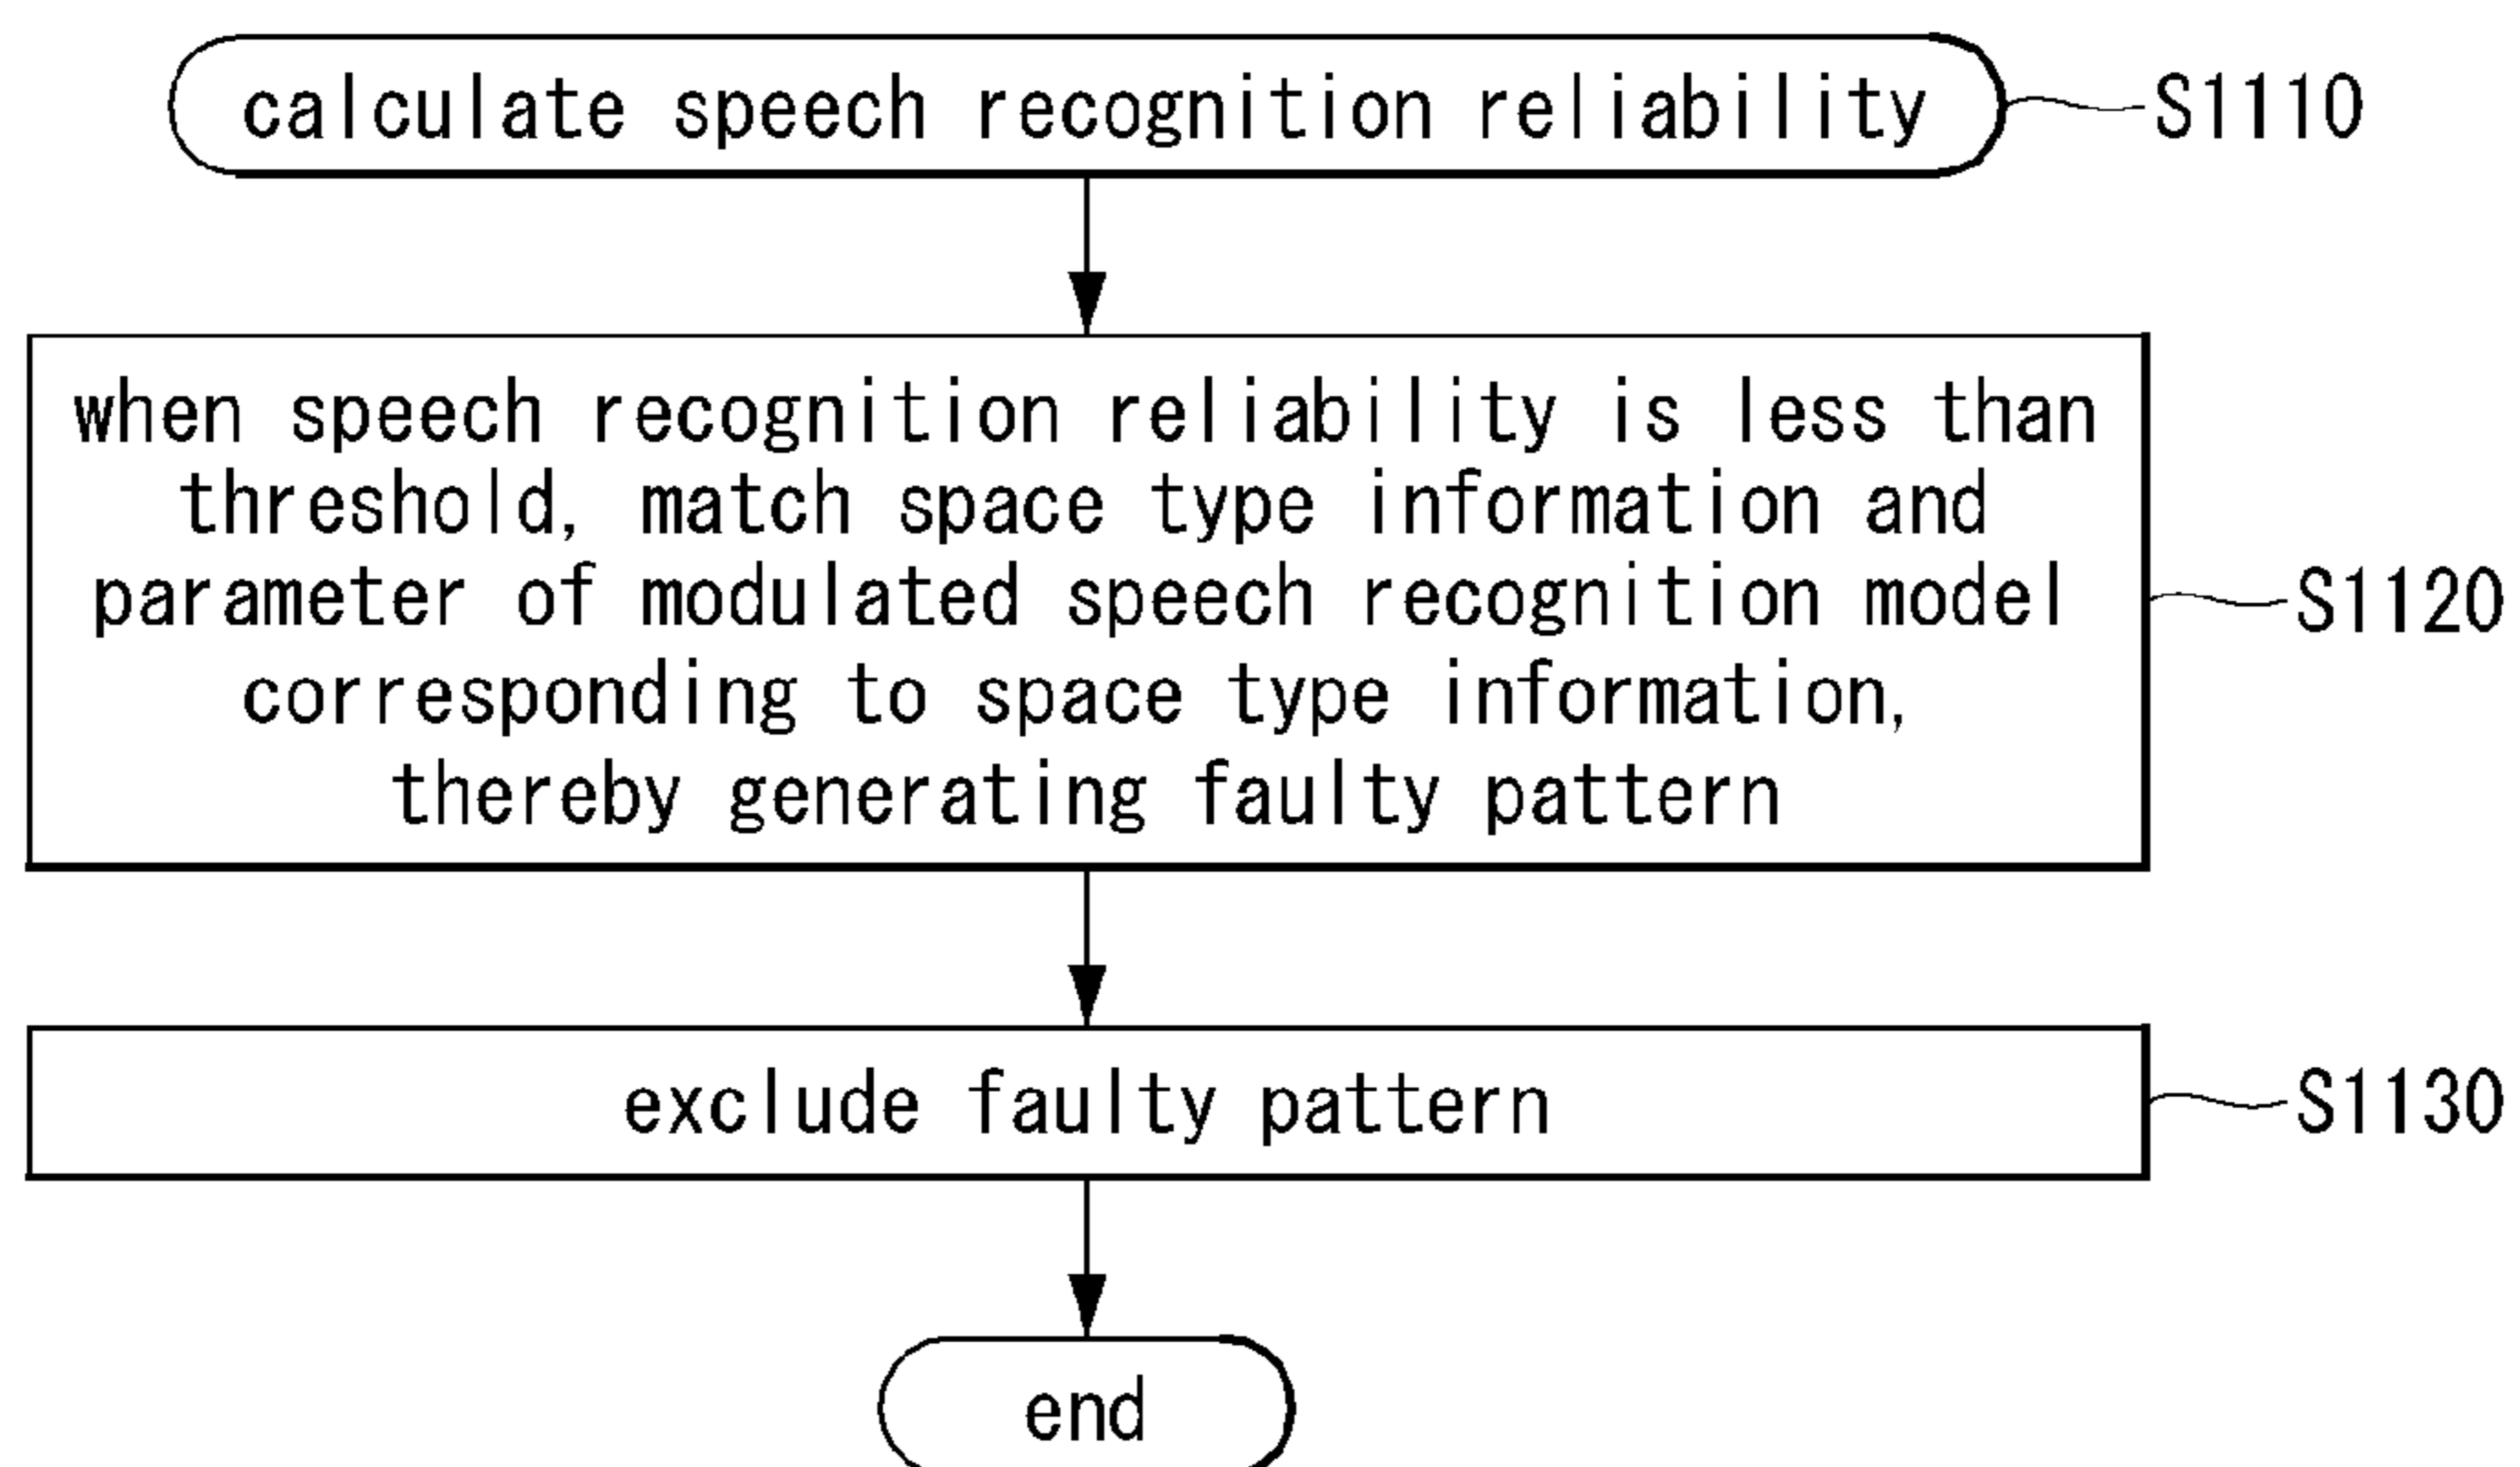 calculate speech recognition reliability
S1110
when speech recognition reliability is less than
threshold, match space type information and
parameter of modulated speech recognition model
corresponding to space type information,
thereby generating faulty pattern
S1120
exclude faulty pattern
S1130
end